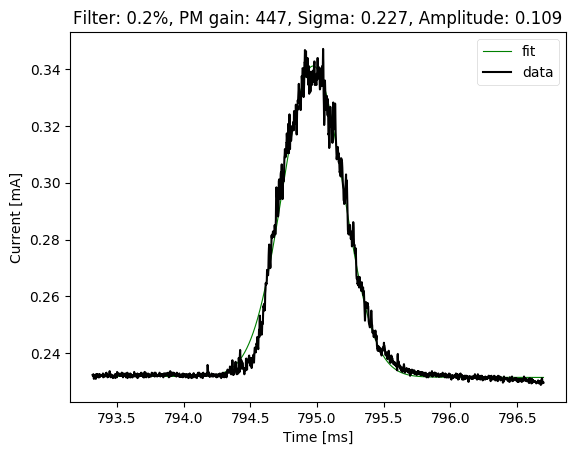 Filter: 0.2%, PM gain: 447, Sigma: 0.227, Amplitude: 0.109
fit
data
0.34
0.32
0.30
0.28
0.26
0.24
Current [mA]
793.5 794.0 794.5 795.0 795.5 796.0 796.5
Time [ms]